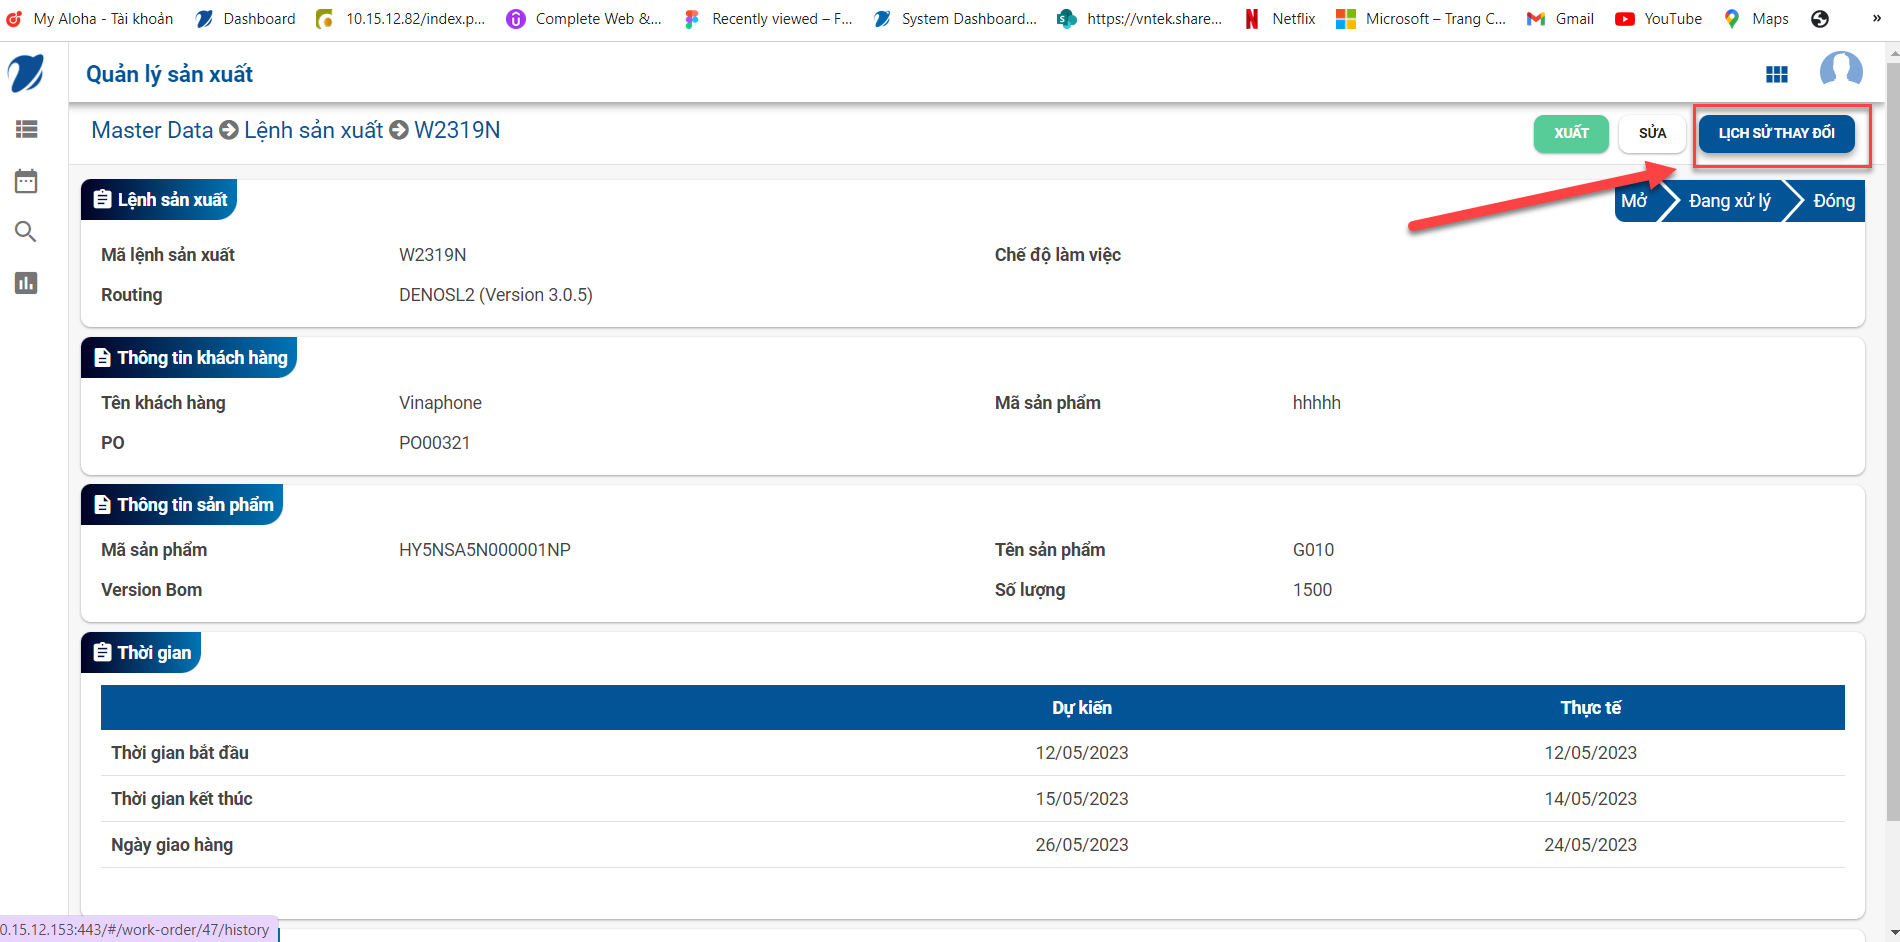 My Aloha - Tài khoản Dashboard 10.15.12.82/index.p... Complete Web &... Recently viewed – F... System Dashboard... https://vntek.share... Netflix Microsoft – Trang C... Gmail YouTube Maps »
Quản lý sản xuất
Master Data Lệnh sản xuất W2319N
XUẤT SỬA LỊCH SỬ THAY ĐỔI
Lệnh sản xuất
Mở Đang xử lý Đóng
Mã lệnh sản xuất W2319N Chế độ làm việc
Routing DENOSL2 (Version 3.0.5)
Thông tin khách hàng
Tên khách hàng Vinaphone Mã sản phẩm hhhhh
PO PO00321
Thông tin sản phẩm
Mã sản phẩm HY5NSA5N000001NP Tên sản phẩm G010
Version Bom Số lượng 1500
Thời gian
Dự kiến Thực tế
Thời gian bắt đầu 12/05/2023 12/05/2023
Thời gian kết thúc 15/05/2023 14/05/2023
Ngày giao hàng 26/05/2023 24/05/2023
0.15.12.153:443/#/work-order/47/history